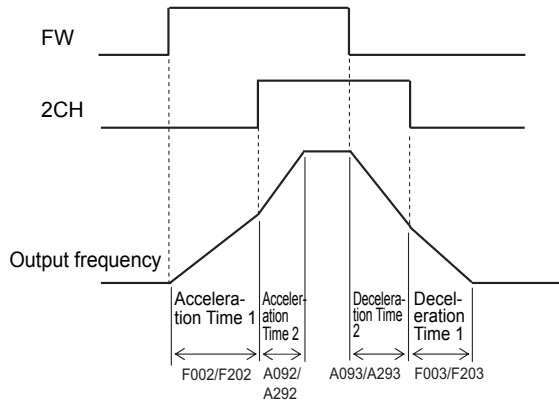 FW
2CH
Output frequency
Accelera-
tion Time 1
Acceler-
ation
Time 2
Decelera-
tion Time
2
Decel-
eration
Time 1
F002/F202
A092/
A292
A093/A293
F003/F203